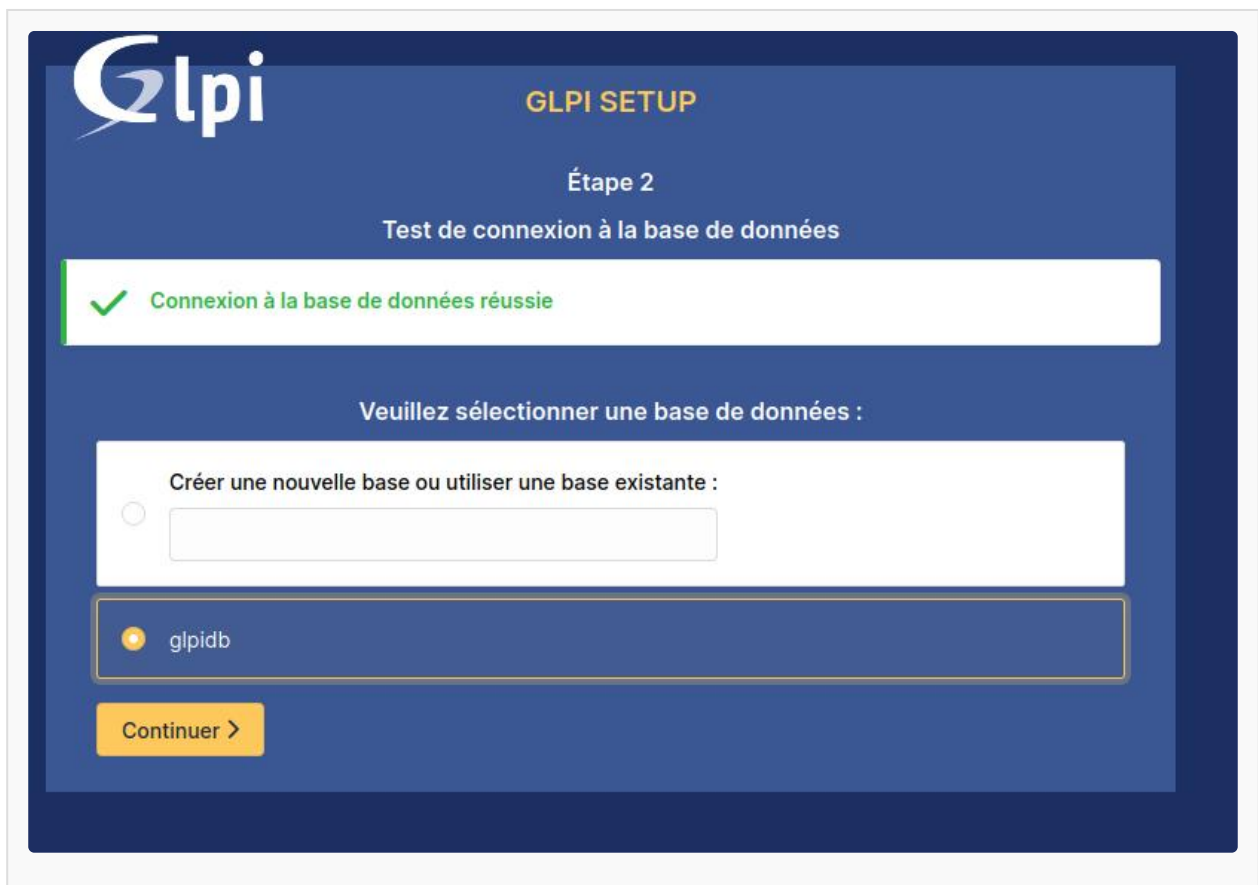 Glpi
GLPI SETUP
Étape 2
Test de connexion à la base de données
Connexion à la base de données réussie
Veuillez sélectionner une base de données :
Créer une nouvelle base ou utiliser une base existante :
glpidb
Continuer